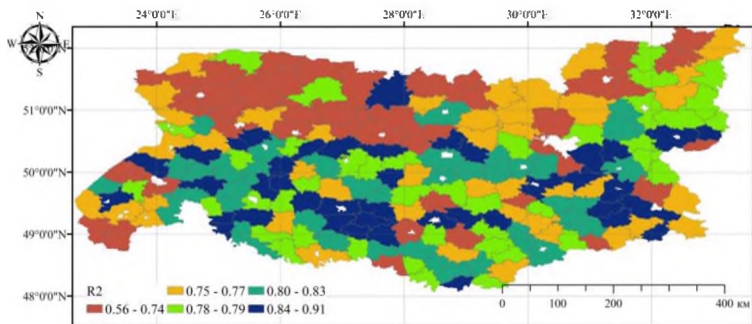 N
W E
S
24°0'0"E 26°0'0"E 28°0'0"E 30°0'0"E 32°0'0"E
51°0'0"N
50°0'0"N
49°0'0"N
48°0'0"N
R2
0.75 - 0.77 0.80 - 0.83
0.56 - 0.74 0.78 - 0.79 0.84 - 0.91
0 100 200 400 км